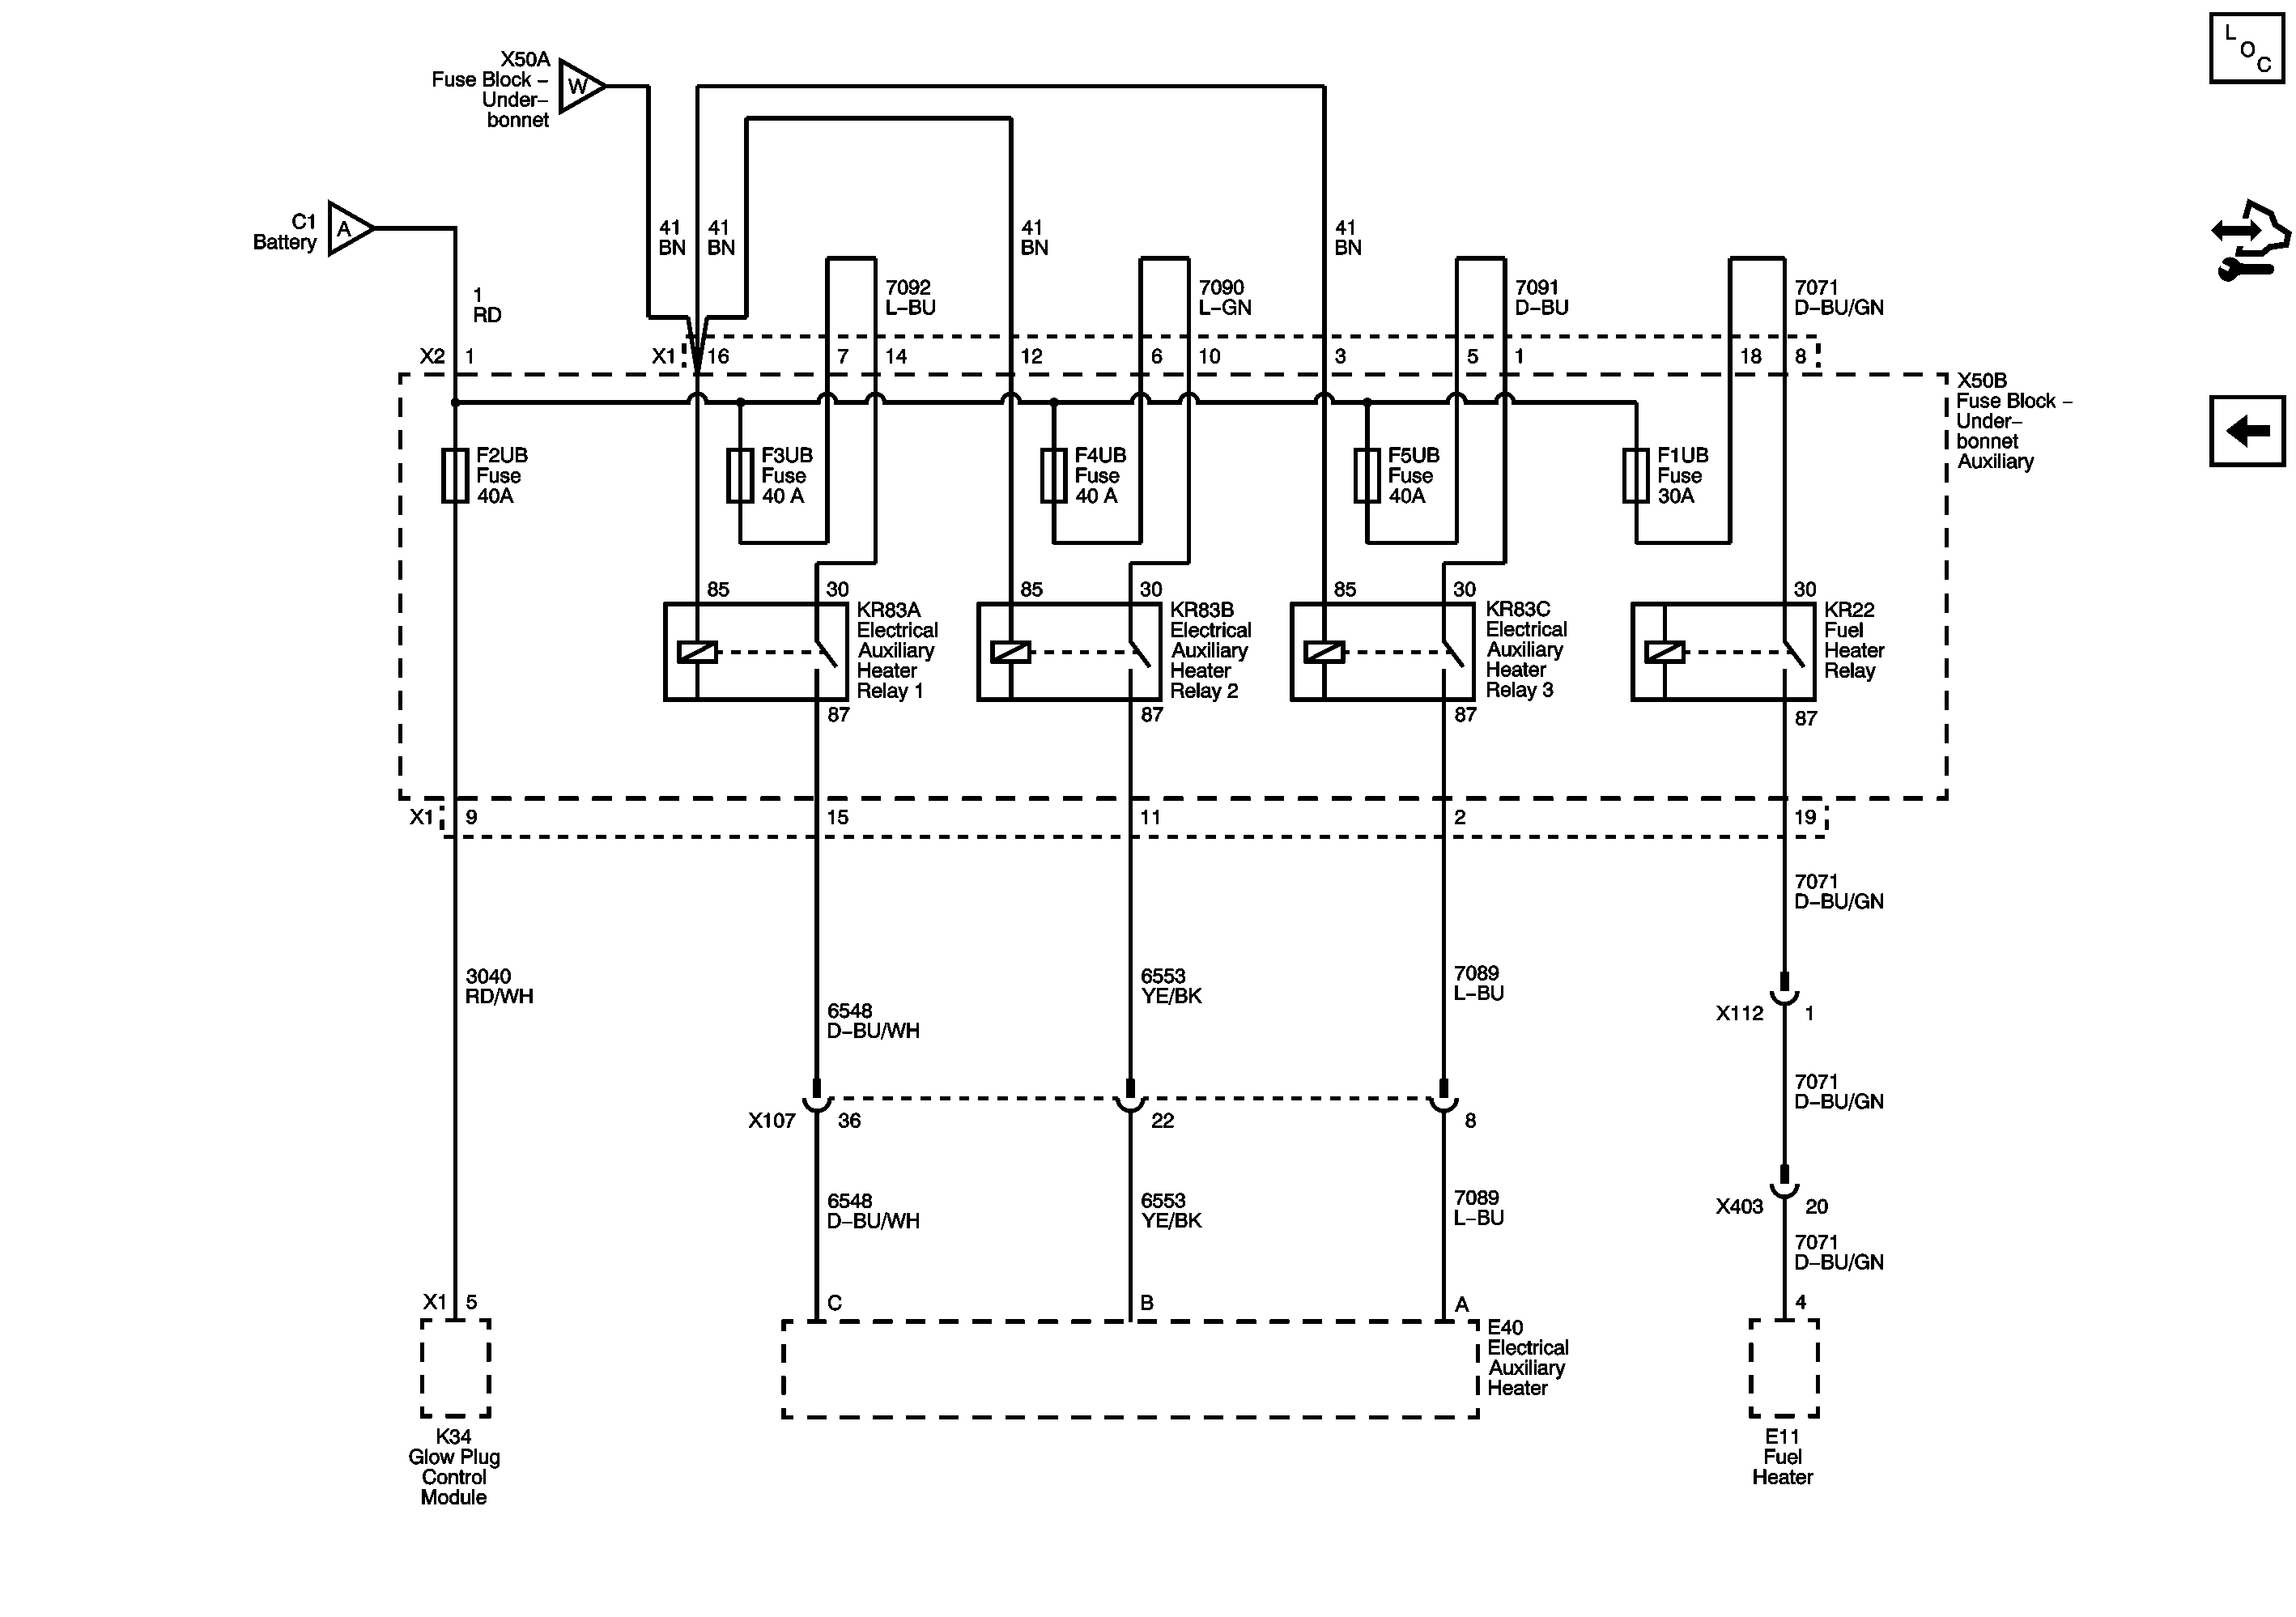 L
O
C
X50A
Fuse Block –
Under–
bonnet
W
C1
Battery
A
41
BN
41
BN
41
BN
41
BN
1
RD
7092
L–BU
7090
L–GN
7091
D–BU
7071
D–BU/GN
X2 1
X1 16 7 14 12 6 10 3 5 1 18 8
X50B
Fuse Block –
Under–
bonnet
Auxiliary
F2UB
Fuse
40A
F3UB
Fuse
40 A
F4UB
Fuse
40 A
F5UB
Fuse
40A
F1UB
Fuse
30A
85 30 85 30 85 30 30
KR83A
Electrical
Auxiliary
Heater
Relay 1
KR83B
Electrical
Auxiliary
Heater
Relay 2
KR83C
Electrical
Auxiliary
Heater
Relay 3
KR22
Fuel
Heater
Relay
87 87 87 87
X1 9 15 11 2 19
7071
D–BU/GN
3040
RD/WH
6548
D–BU/WH
6553
YE/BK
7089
L–BU
X112 1
7071
D–BU/GN
X107 36 22 8
6548
D–BU/WH
6553
YE/BK
7089
L–BU
X403 20
7071
D–BU/GN
X1 5 C B A 4
E40
Electrical
Auxiliary
Heater
K34
Glow Plug
Control
Module
E11
Fuel
Heater